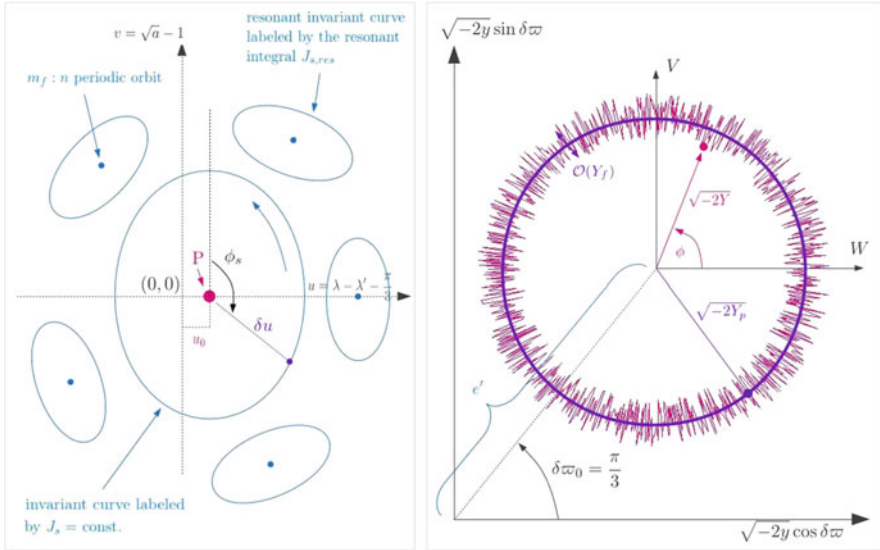 v = √a - 1
resonant invariant curve
labeled by the resonant
integral J_{s,res}
m_f : n periodic orbit
P
ϕ_s
(0,0)
u = λ - λ′ - π/3
δu
u_0
invariant curve labeled
by J_s = const.
√-2y sin δϖ
V
𝒪(Y_f)
√-2Y
ϕ
W
√-2Y_p
e′
δϖ_0 = π/3
√-2y cos δϖ